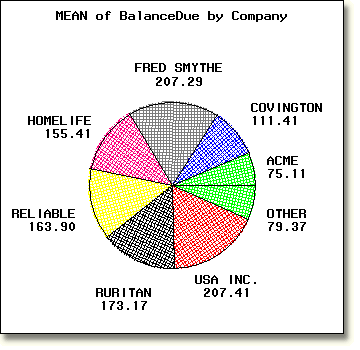 MEAN of BalanceDue by Company
FRED SMYTHE
207.29
COVINGTON
111.41
HOMELIFE
155.41
ACME
75.11
RELIABLE
163.90
OTHER
79.37
USA INC.
207.41
RURITAN
173.17